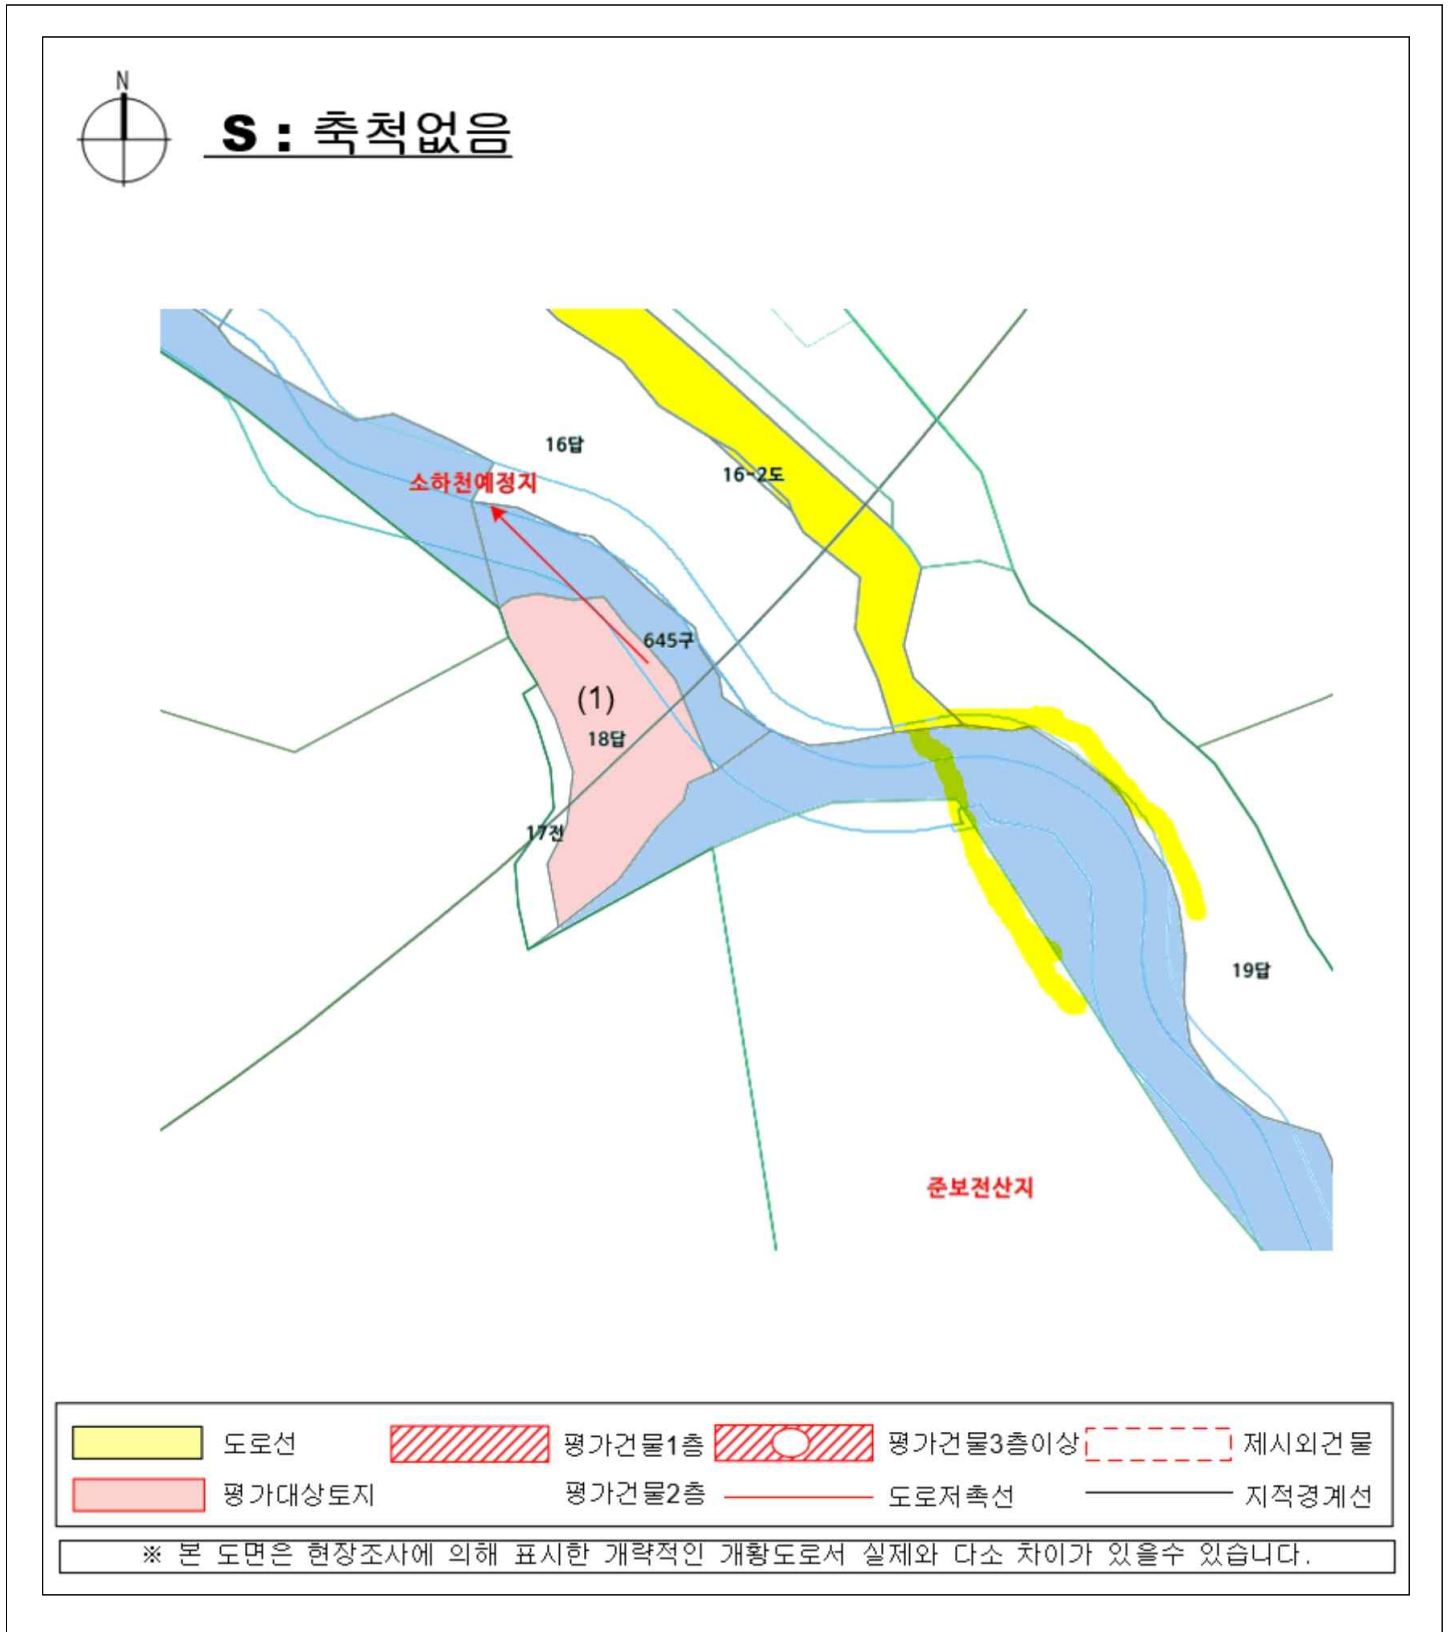 N
S : 축척없음
16답
16-2도
소하천예정지
645구
(1)
18답
17전
19답
준보전산지
도로선
평가건물1층
평가건물3층이상
제시외건물
평가대상토지
평가건물2층
도로저촉선
지적경계선
※ 본 도면은 현장조사에 의해 표시한 개략적인 개황도로서 실제와 다소 차이가 있을수 있습니다.